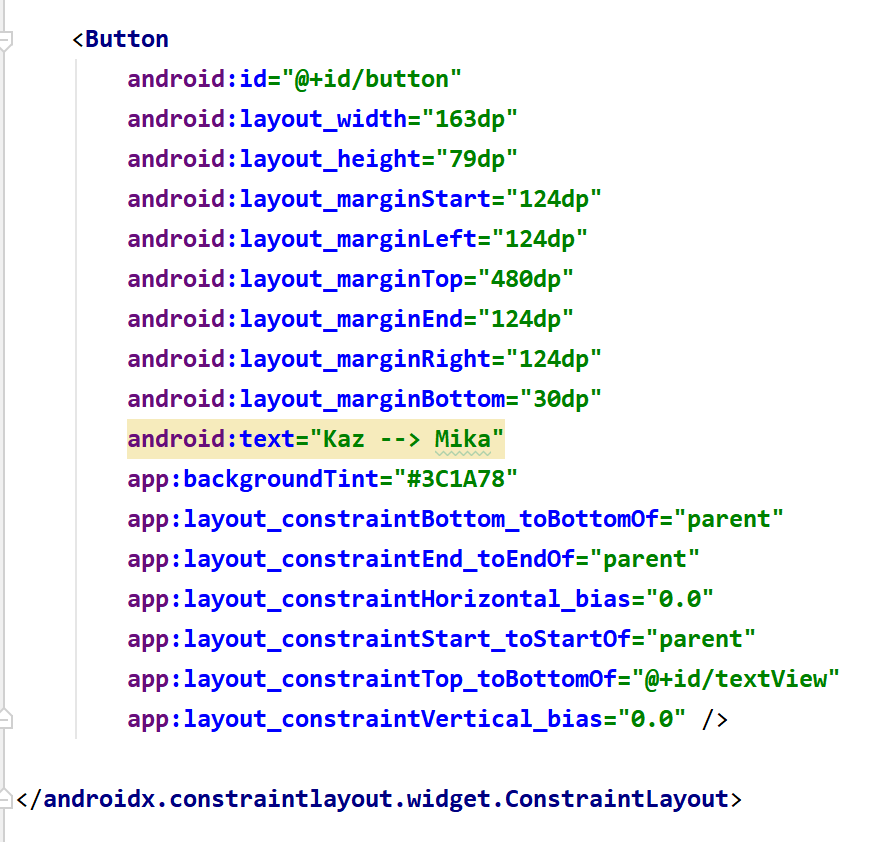 <Button
android:id="@+id/button"
android:layout_width="163dp"
android:layout_height="79dp"
android:layout_marginStart="124dp"
android:layout_marginLeft="124dp"
android:layout_marginTop="480dp"
android:layout_marginEnd="124dp"
android:layout_marginRight="124dp"
android:layout_marginBottom="30dp"
android:text="Kaz --> Mika"
app:backgroundTint="#3C1A78"
app:layout_constraintBottom_toBottomOf="parent"
app:layout_constraintEnd_toEndOf="parent"
app:layout_constraintHorizontal_bias="0.0"
app:layout_constraintStart_toStartOf="parent"
app:layout_constraintTop_toBottomOf="@+id/textView"
app:layout_constraintVertical_bias="0.0" />
</androidx.constraintlayout.widget.ConstraintLayout>